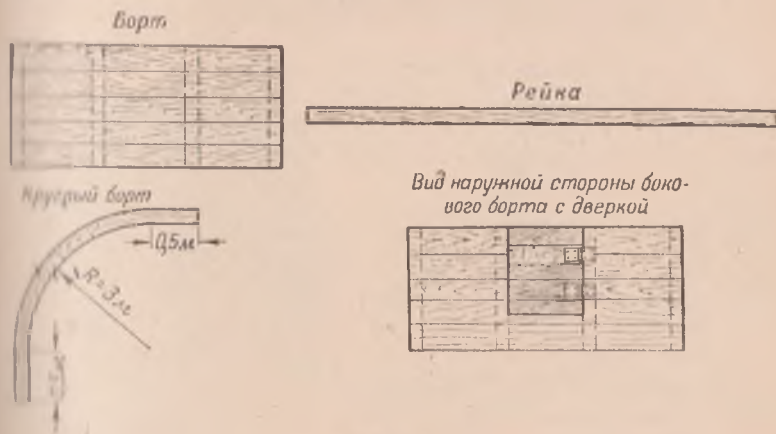 Борт
Рейка
Круглый борт
0,5м
R=3м
Вид наружной стороны боко-
вого борта с дверкой